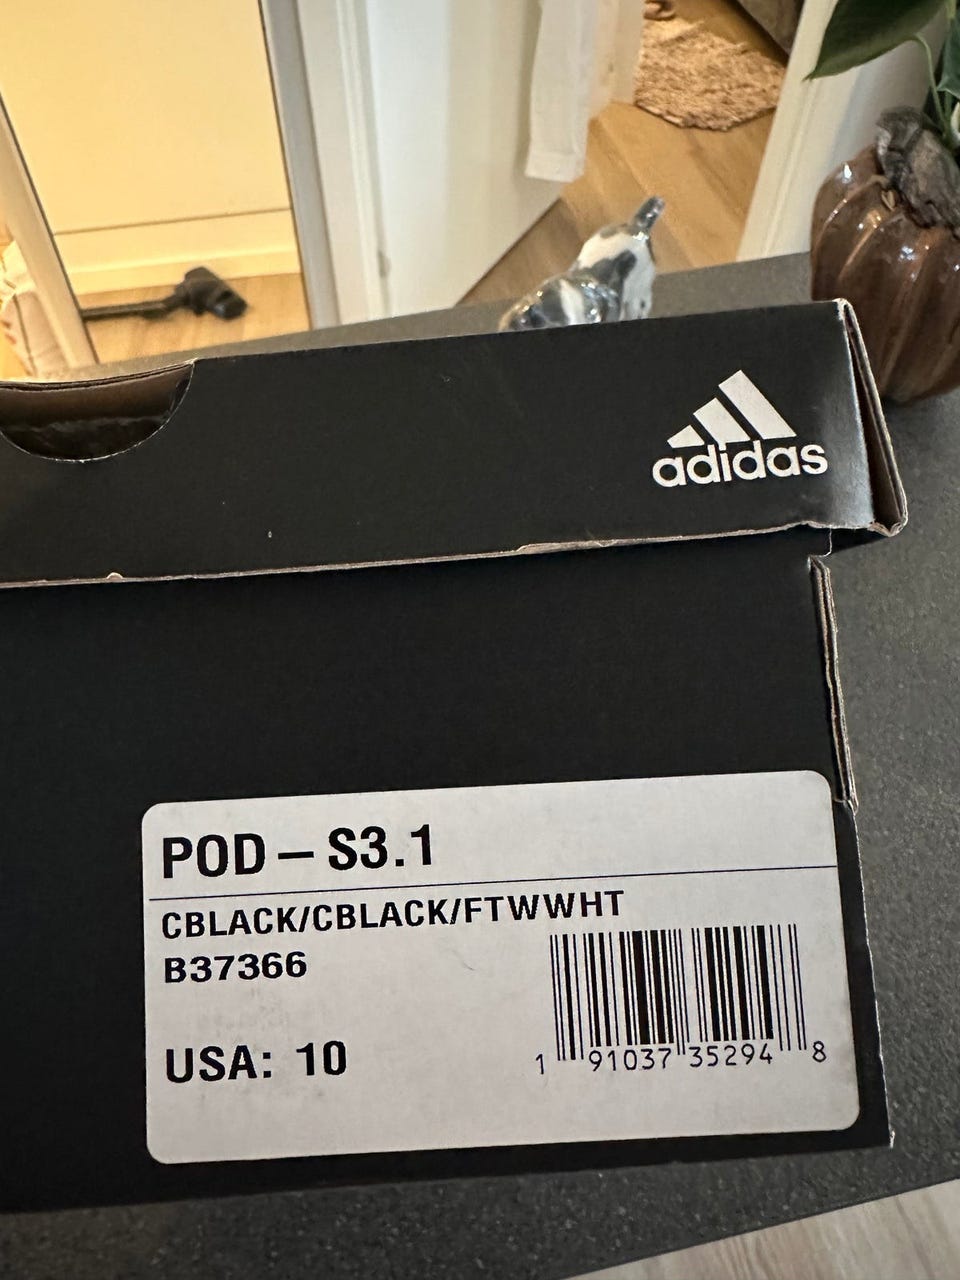 adidas
POD – S3.1
CBLACK/CBLACK/FTWWHT
B37366
USA: 10
1 91037 35294 8